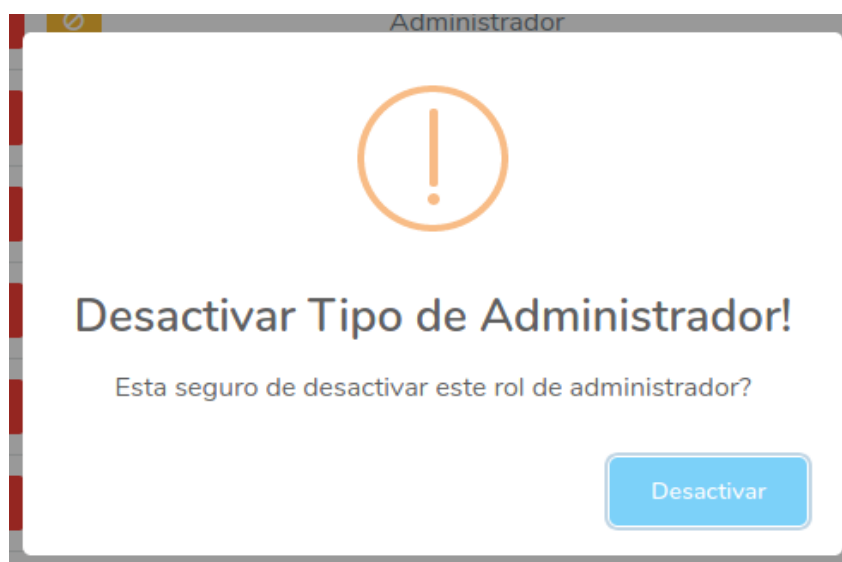 Administrador
Desactivar Tipo de Administrador!
Esta seguro de desactivar este rol de administrador?
Desactivar